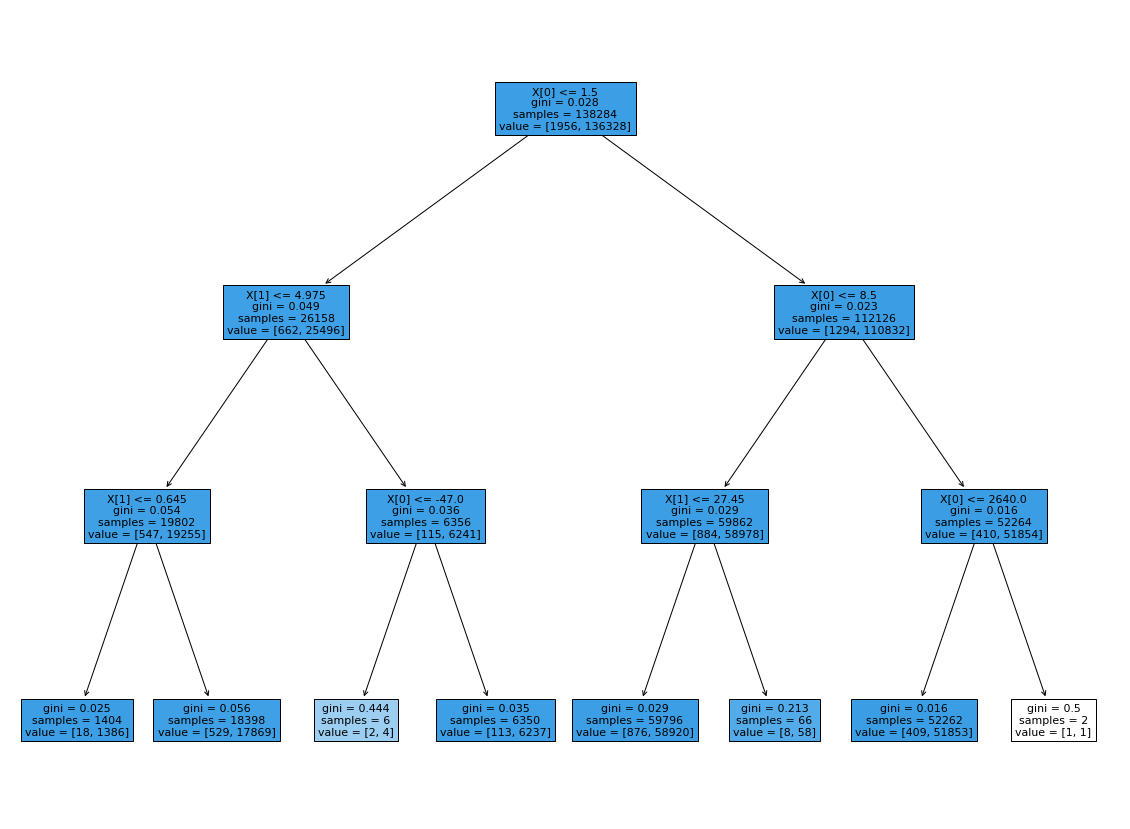 X[0] <= 1.5
gini = 0.028
samples = 138284
value = [1956, 136328]
X[1] <= 4.975
gini = 0.049
samples = 26158
value = [662, 25496]
X[0] <= 8.5
gini = 0.023
samples = 112126
value = [1294, 110832]
X[1] <= 0.645
gini = 0.054
samples = 19802
value = [547, 19255]
X[0] <= -47.0
gini = 0.036
samples = 6356
value = [115, 6241]
X[1] <= 27.45
gini = 0.029
samples = 59862
value = [884, 58978]
X[0] <= 2640.0
gini = 0.016
samples = 52264
value = [410, 51854]
gini = 0.025
samples = 1404
value = [18, 1386]
gini = 0.056
samples = 18398
value = [529, 17869]
gini = 0.444
samples = 6
value = [2, 4]
gini = 0.035
samples = 6350
value = [113, 6237]
gini = 0.029
samples = 59796
value = [876, 58920]
gini = 0.213
samples = 66
value = [8, 58]
gini = 0.016
samples = 52262
value = [409, 51853]
gini = 0.5
samples = 2
value = [1, 1]